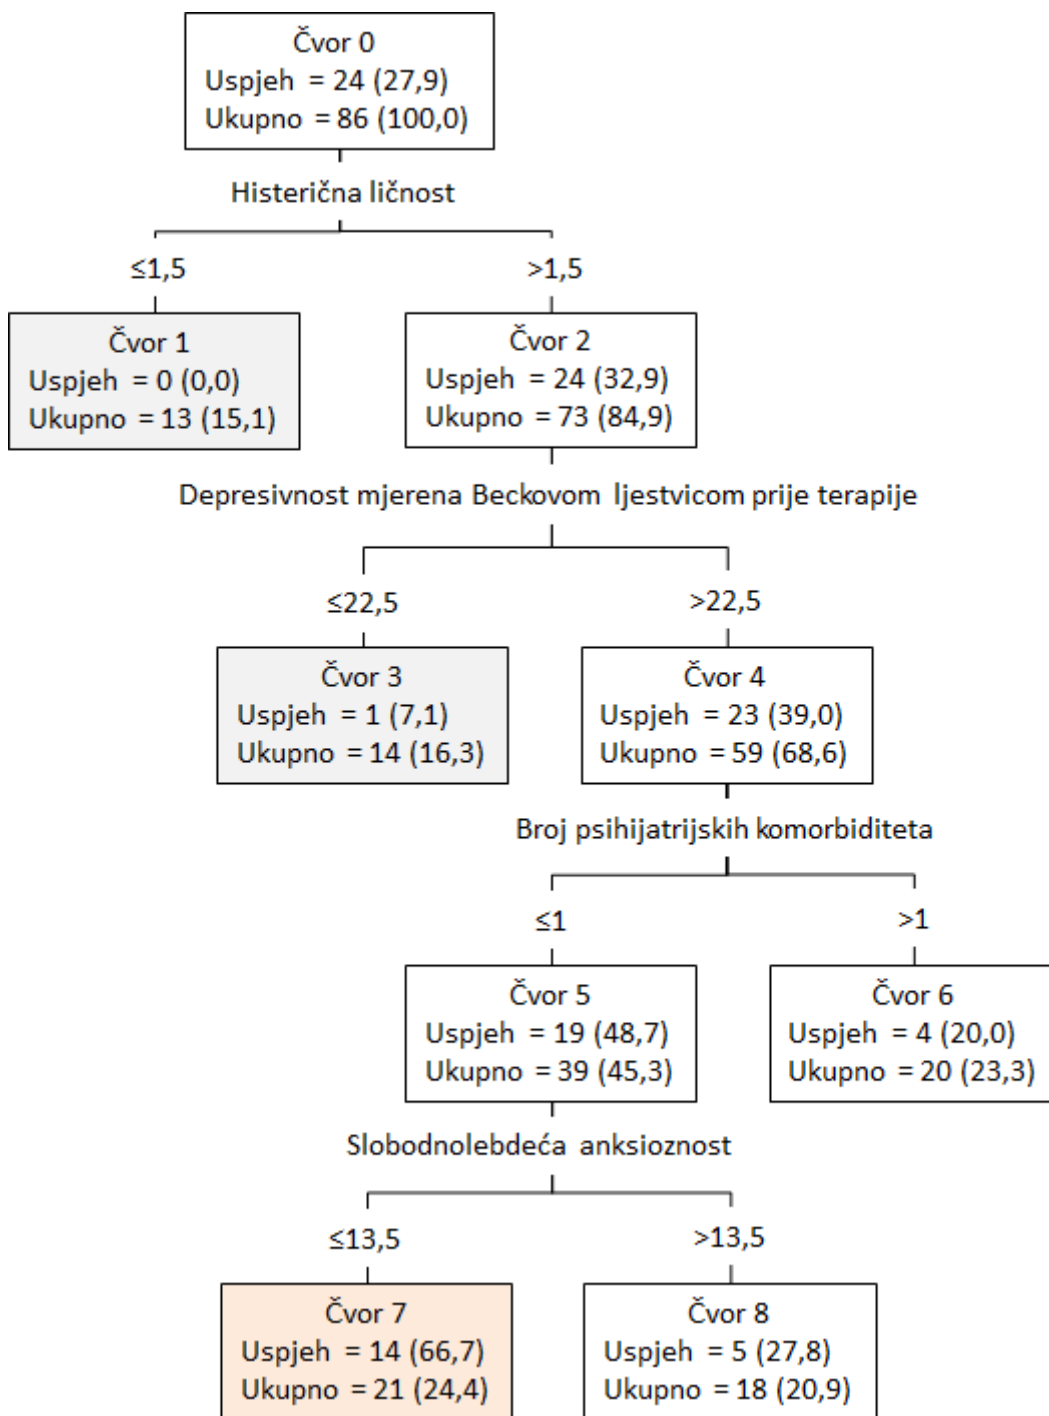 Čvor 0
Uspjeh = 24 (27,9)
Ukupno = 86 (100,0)
Histerična ličnost
≤1,5
>1,5
Čvor 1
Uspjeh = 0 (0,0)
Ukupno = 13 (15,1)
Čvor 2
Uspjeh = 24 (32,9)
Ukupno = 73 (84,9)
Depresivnost mjerena Beckovom ljestvicom prije terapije
≤22,5
>22,5
Čvor 3
Uspjeh = 1 (7,1)
Ukupno = 14 (16,3)
Čvor 4
Uspjeh = 23 (39,0)
Ukupno = 59 (68,6)
Broj psihijatrijskih komorbiditeta
≤1
>1
Čvor 5
Uspjeh = 19 (48,7)
Ukupno = 39 (45,3)
Čvor 6
Uspjeh = 4 (20,0)
Ukupno = 20 (23,3)
Slobodnolebdeća anksioznost
≤13,5
>13,5
Čvor 7
Uspjeh = 14 (66,7)
Ukupno = 21 (24,4)
Čvor 8
Uspjeh = 5 (27,8)
Ukupno = 18 (20,9)